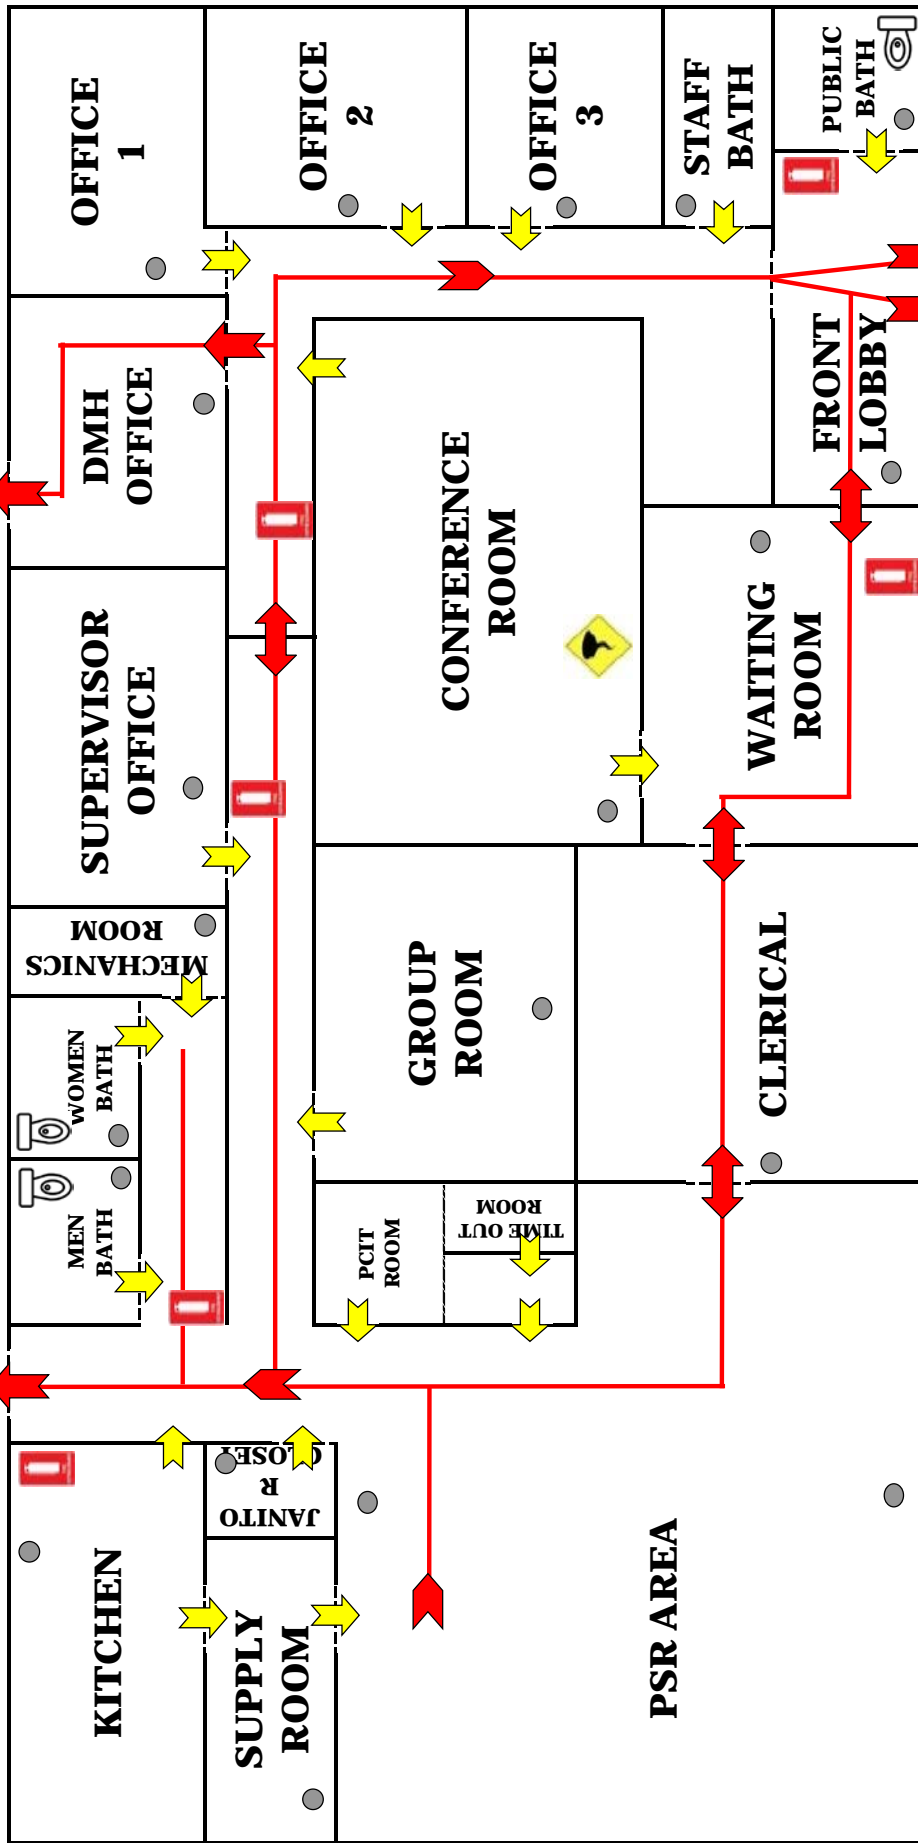 OFFICE
1
OFFICE
2
OFFICE
3
STAFF
BATH
PUBLIC
BATH
DMH
OFFICE
FRONT
LOBBY
CONFERENCE
ROOM
SUPERVISOR
OFFICE
WAITING
ROOM
MECHANICS
ROOM
GROUP
ROOM
CLERICAL
WOMEN
BATH
MEN
BATH
PCIT
ROOM
TIME OUT
ROOM
JANITO
R
CLOSET
KITCHEN
SUPPLY
ROOM
PSR AREA